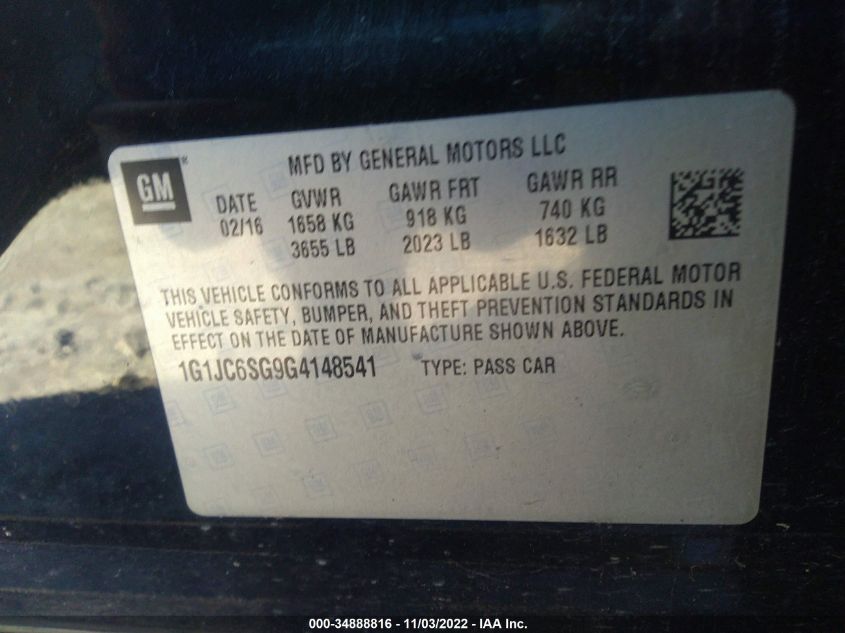 GM
MFD BY GENERAL MOTORS LLC
DATE GVWR GAWR FRT GAWR RR
02/16 1658 KG 918 KG 740 KG
3655 LB 2023 LB 1632 LB
THIS VEHICLE CONFORMS TO ALL APPLICABLE U.S. FEDERAL MOTOR
VEHICLE SAFETY, BUMPER, AND THEFT PREVENTION STANDARDS IN
EFFECT ON THE DATE OF MANUFACTURE SHOWN ABOVE.
1G1JC6SG9G4148541 TYPE: PASS CAR
000-34888816 - 11/03/2022 - IAA Inc.